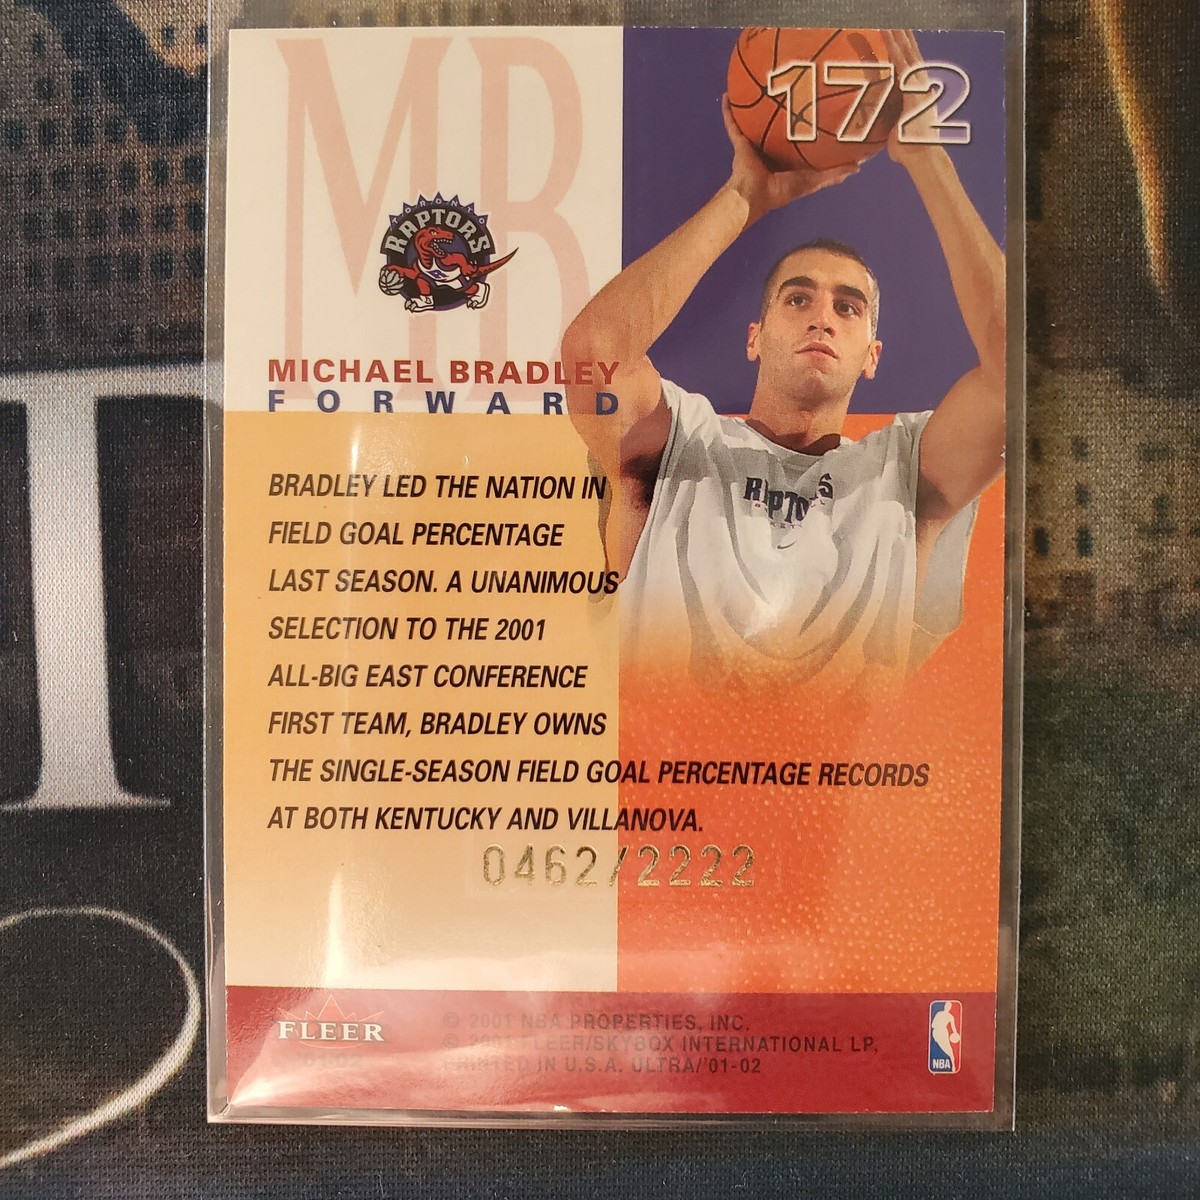 MB
172
TORONTO
RAPTORS
MICHAEL BRADLEY
FORWARD
RAPTORS
BRADLEY LED THE NATION IN
FIELD GOAL PERCENTAGE
LAST SEASON. A UNANIMOUS
SELECTION TO THE 2001
ALL-BIG EAST CONFERENCE
FIRST TEAM, BRADLEY OWNS
THE SINGLE-SEASON FIELD GOAL PERCENTAGE RECORDS
AT BOTH KENTUCKY AND VILLANOVA.
0462/2222
FLEER
© 2001 NBA PROPERTIES, INC.
© 2001 FLEER/SKYBOX INTERNATIONAL LP,
PRINTED IN U.S.A. ULTRA/'01-02
NBA